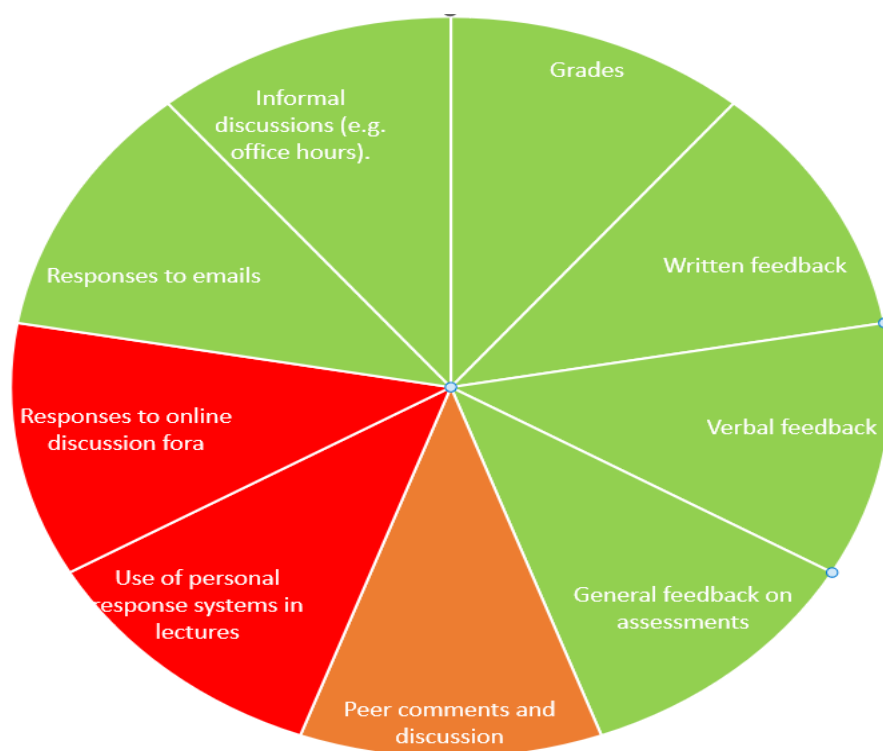 Grades
Written feedback
Verbal feedback
General feedback on
assessments
Peer comments and
discussion
Use of personal
response systems in
lectures
Responses to online
discussion fora
Responses to emails
Informal
discussions (e.g.
office hours).